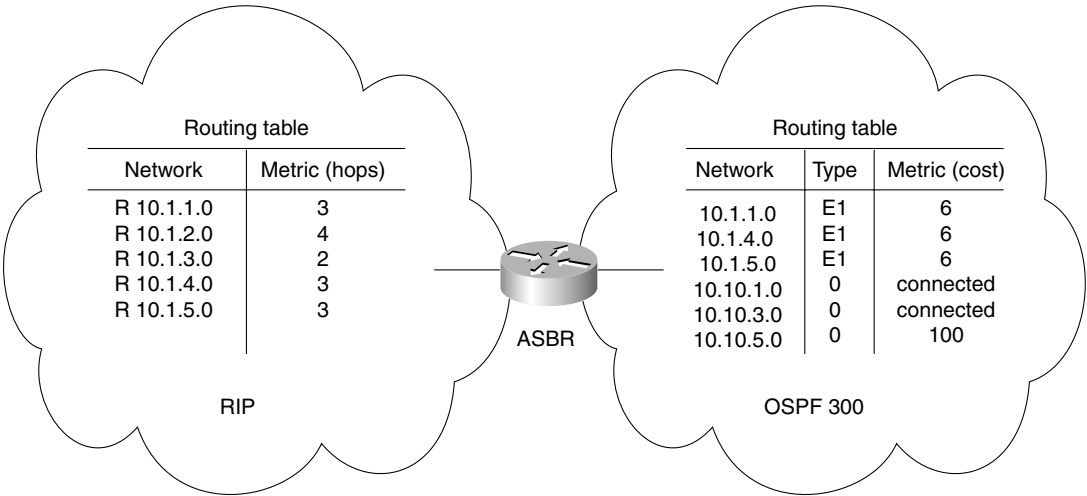 Routing table
Network Metric (hops)
R 10.1.1.0 3
R 10.1.2.0 4
R 10.1.3.0 2
R 10.1.4.0 3
R 10.1.5.0 3
RIP
ASBR
Routing table
Network Type Metric (cost)
10.1.1.0 E1 6
10.1.4.0 E1 6
10.1.5.0 E1 6
10.10.1.0 0 connected
10.10.3.0 0 connected
10.10.5.0 0 100
OSPF 300